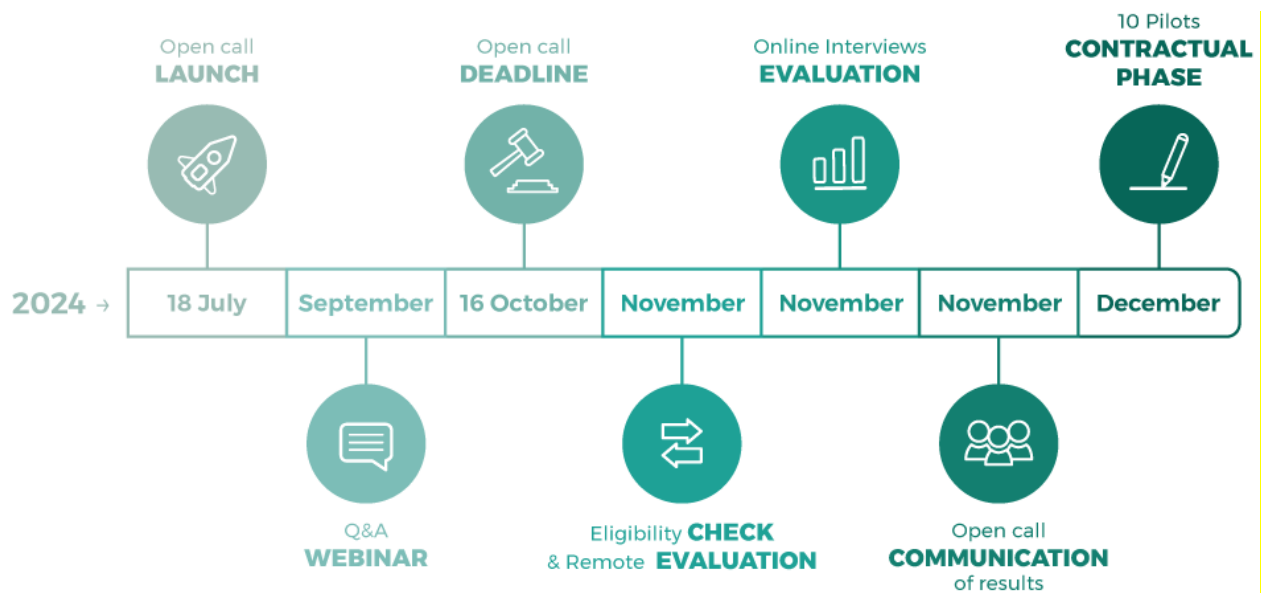 Open call
LAUNCH
Open call
DEADLINE
Online Interviews
EVALUATION
10 Pilots
CONTRACTUAL
PHASE
2024 →
18 July
September
16 October
November
November
November
December
Q&A
WEBINAR
Eligibility CHECK
& Remote EVALUATION
Open call
COMMUNICATION
of results